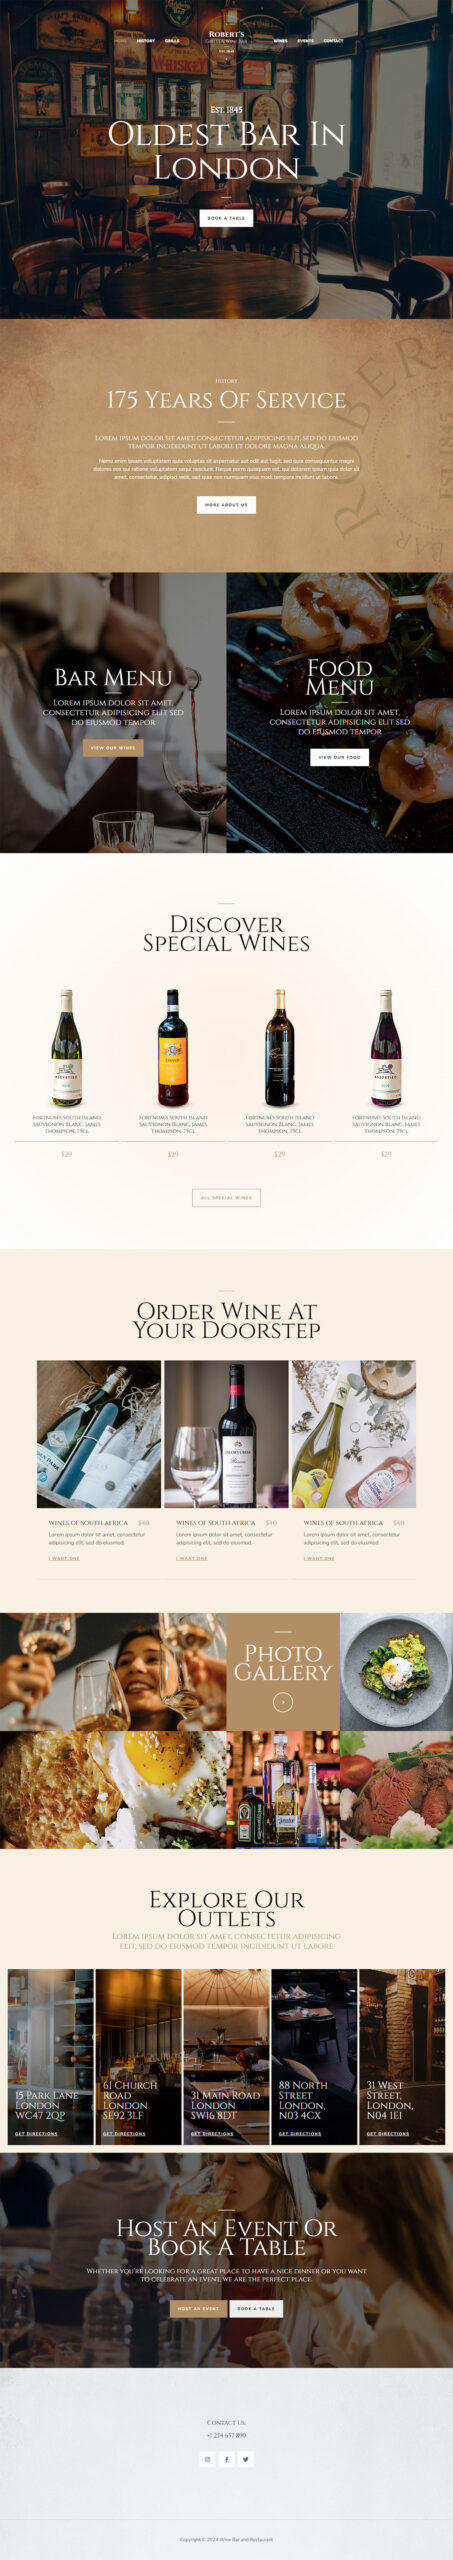 HOME HISTORY GRILLS
ROBERT'S
EST. 1845
WINES EVENTS CONTACT
EST. 1845
OLDEST BAR IN
LONDON
BOOK A TABLE
HISTORY
175 YEARS OF SERVICE
LOREM IPSUM DOLOR SIT AMET, CONSECTETUR ADIPISICING ELIT, SED DO EIUSMOD
TEMPOR INCIDIDUNT UT LABORE ET DOLORE MAGNA ALIQUA.
Nemo enim ipsam voluptatem quia voluptas sit aspernatur aut odit aut fugit, sed quia consequuntur magni
dolores eos qui ratione voluptatem sequi nesciunt. Neque porro quisquam est, qui dolorem ipsum quia dolor sit
amet, consectetur, adipisci velit, sed quia non numquam eius modi tempora incidunt ut labore.
MORE ABOUT US
BAR MENU
LOREM IPSUM DOLOR SIT AMET,
CONSECTETUR ADIPISICING ELIT SED
DO EIUSMOD TEMPOR
VIEW OUR WINES
FOOD
MENU
LOREM IPSUM DOLOR SIT AMET,
CONSECTETUR ADIPISICING ELIT SED
DO EIUSMOD TEMPOR
VIEW OUR FOOD
DISCOVER
SPECIAL WINES
FORTNUM'S SOUTH ISLAND
SAUVIGNON BLANC, JAMES
THOMPSON, 75CL
$29
FORTNUM'S SOUTH ISLAND
SAUVIGNON BLANC, JAMES
THOMPSON, 75CL
$29
FORTNUM'S SOUTH ISLAND
SAUVIGNON BLANC, JAMES
THOMPSON, 75CL
$29
FORTNUM'S SOUTH ISLAND
SAUVIGNON BLANC, JAMES
THOMPSON, 75CL
$29
ALL SPECIAL WINES
ORDER WINE AT
YOUR DOORSTEP
WINES OF SOUTH AFRICA $40
Lorem ipsum dolor sit amet, consectetur
adipisicing elit, sed do eiusmod.
I WANT ONE
WINES OF SOUTH AFRICA $40
Lorem ipsum dolor sit amet, consectetur
adipisicing elit, sed do eiusmod.
I WANT ONE
WINES OF SOUTH AFRICA $40
Lorem ipsum dolor sit amet, consectetur
adipisicing elit, sed do eiusmod.
I WANT ONE
PHOTO
GALLERY
EXPLORE OUR
OUTLETS
LOREM IPSUM DOLOR SIT AMET, CONSECTETUR ADIPISICING
ELIT, SED DO EIUSMOD TEMPOR INCIDIDUNT UT LABORE
15 PARK LANE
LONDON
WC47 2QP
GET DIRECTIONS
61 CHURCH
ROAD
LONDON
SE92 3LF
GET DIRECTIONS
31 MAIN ROAD
LONDON
SW16 8DT
GET DIRECTIONS
88 NORTH
STREET
LONDON,
N03 4CX
GET DIRECTIONS
31 WEST
STREET,
LONDON,
N04 1EJ
GET DIRECTIONS
HOST AN EVENT OR
BOOK A TABLE
WHETHER YOU'RE LOOKING FOR A GREAT PLACE TO HAVE A NICE DINNER OR YOU WANT
TO CELEBRATE AN EVENT, WE ARE THE PERFECT PLACE.
HOST AN EVENT BOOK A TABLE
CONTACT US:
+1 234 657 890
Copyright © 2024 Wine Bar and Restaurant